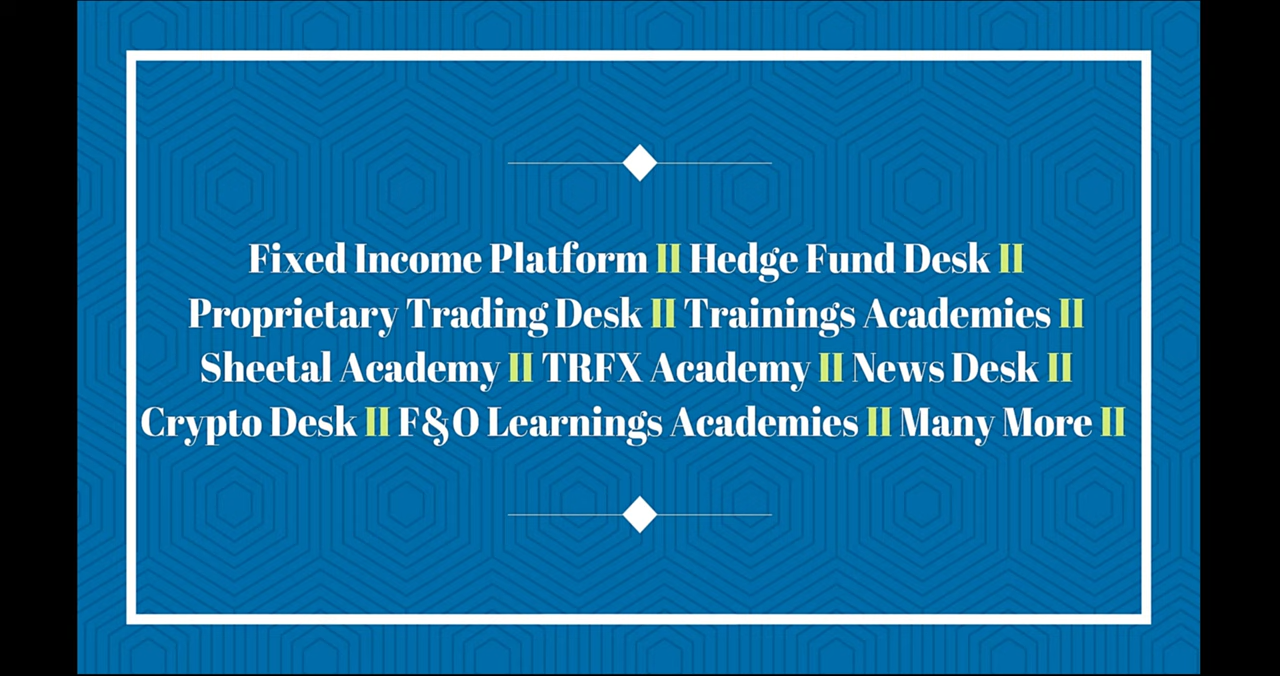 Fixed Income Platform II Hedge Fund Desk II
Proprietary Trading Desk II Trainings Academies II
Sheetal Academy II TRFX Academy II News Desk II
Crypto Desk II F&O Learnings Academies II Many More II